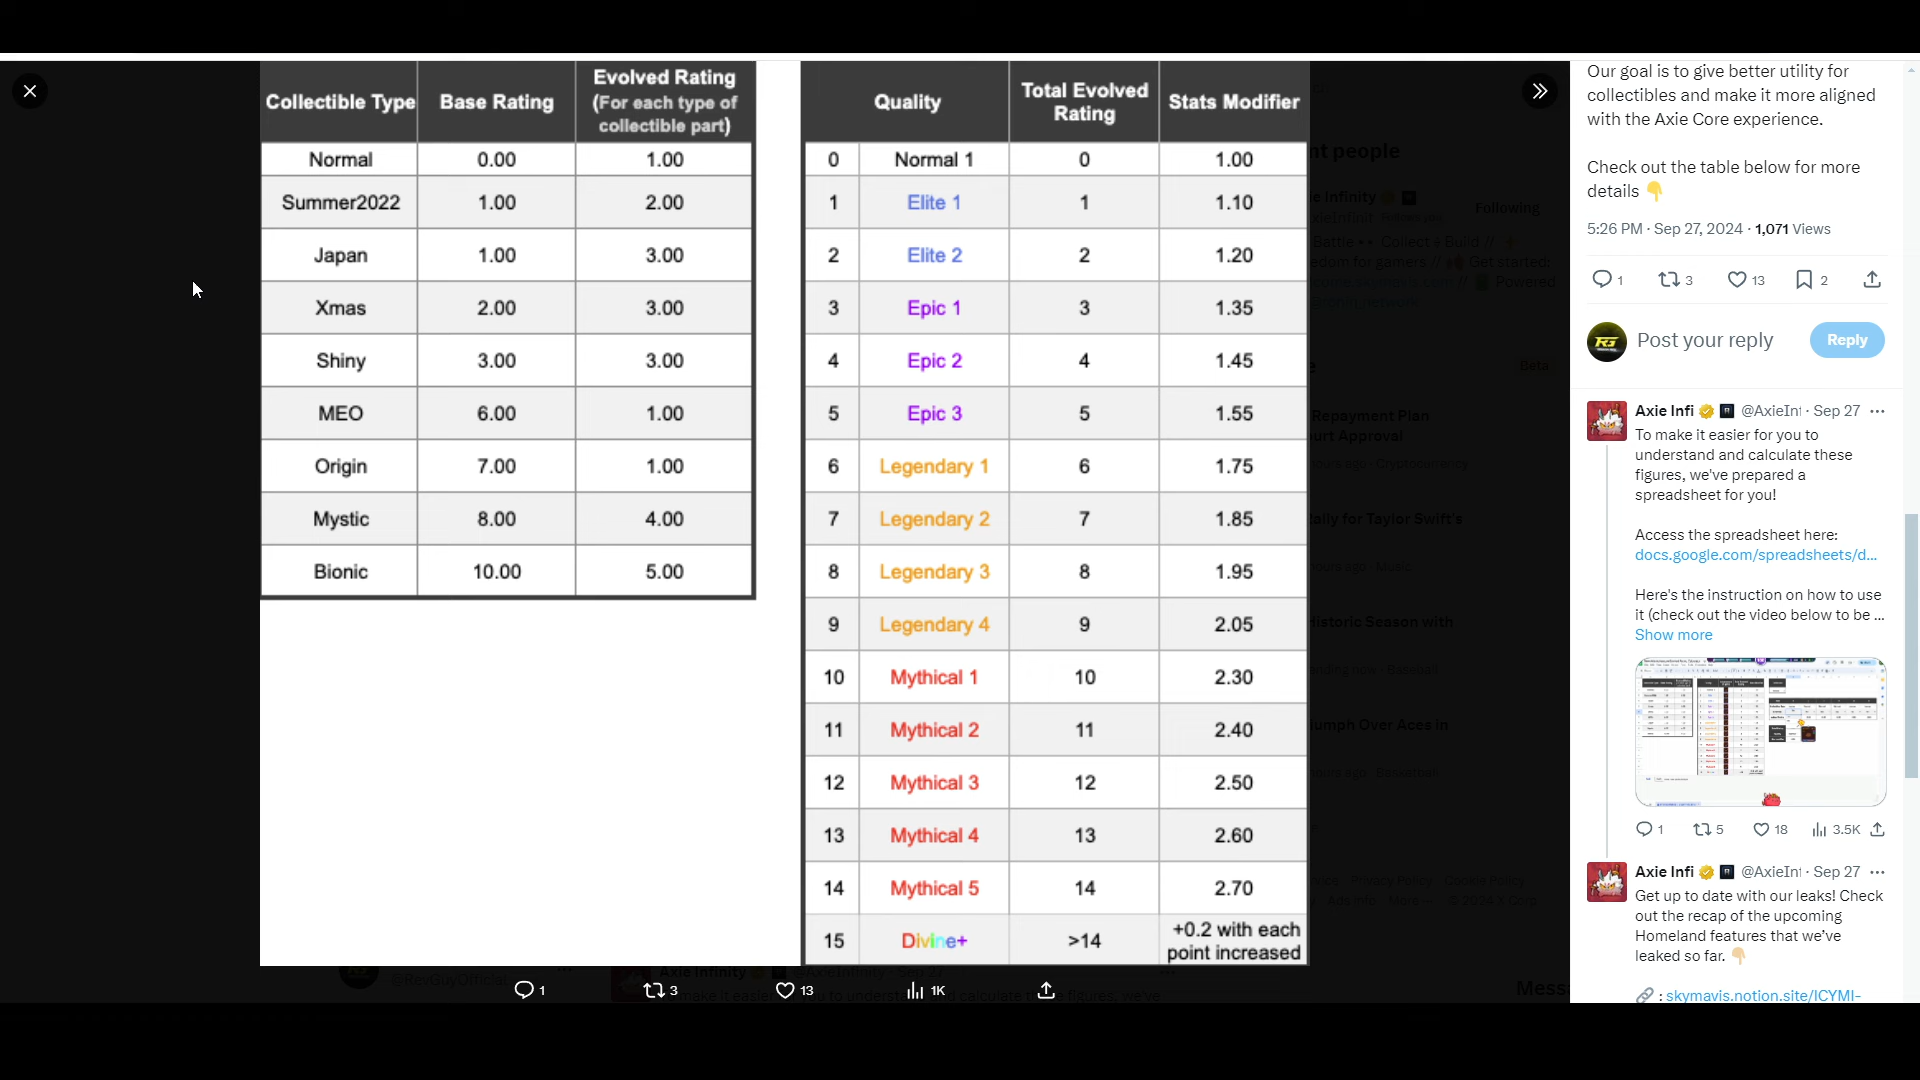 Collectible Type Base Rating Evolved Rating
(For each type of
collectible part)
Normal 0.00 1.00
Summer2022 1.00 2.00
Japan 1.00 3.00
Xmas 2.00 3.00
Shiny 3.00 3.00
MEO 6.00 1.00
Origin 7.00 1.00
Mystic 8.00 4.00
Bionic 10.00 5.00
Quality Total Evolved
Rating Stats Modifier
0 Normal 1 0 1.00
1 Elite 1 1 1.10
2 Elite 2 2 1.20
3 Epic 1 3 1.35
4 Epic 2 4 1.45
5 Epic 3 5 1.55
6 Legendary 1 6 1.75
7 Legendary 2 7 1.85
8 Legendary 3 8 1.95
9 Legendary 4 9 2.05
10 Mythical 1 10 2.30
11 Mythical 2 11 2.40
12 Mythical 3 12 2.50
13 Mythical 4 13 2.60
14 Mythical 5 14 2.70
15 Divine+ >14 +0.2 with each
point increased
1 3 13 1K
Our goal is to give better utility for
collectibles and make it more aligned
with the Axie Core experience.
Check out the table below for more
details 👇
5:26 PM · Sep 27, 2024 · 1,071 Views
1 3 13 2
Post your reply Reply
Axie Infi @AxieInf · Sep 27 ...
To make it easier for you to
understand and calculate these
figures, we've prepared a
spreadsheet for you!
Access the spreadsheet here:
docs.google.com/spreadsheets/d...
Here's the instruction on how to use
it (check out the video below to be ...
Show more
1 5 18 3.5K
Axie Infi @AxieInf · Sep 27 ...
Get up to date with our leaks! Check
out the recap of the upcoming
Homeland features that we’ve
leaked so far. 👇
🔗 : skymavis.notion.site/ICYMI-